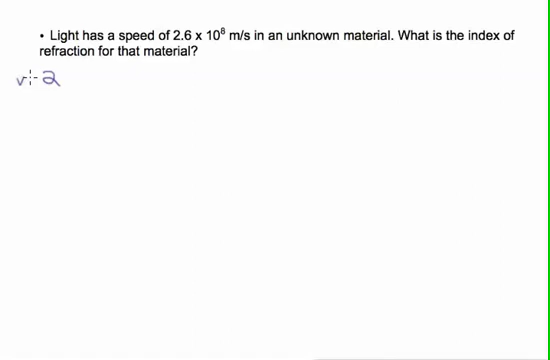 • Light has a speed of 2.6 x 10⁸ m/s in an unknown material. What is the index of
refraction for that material?
v = 2